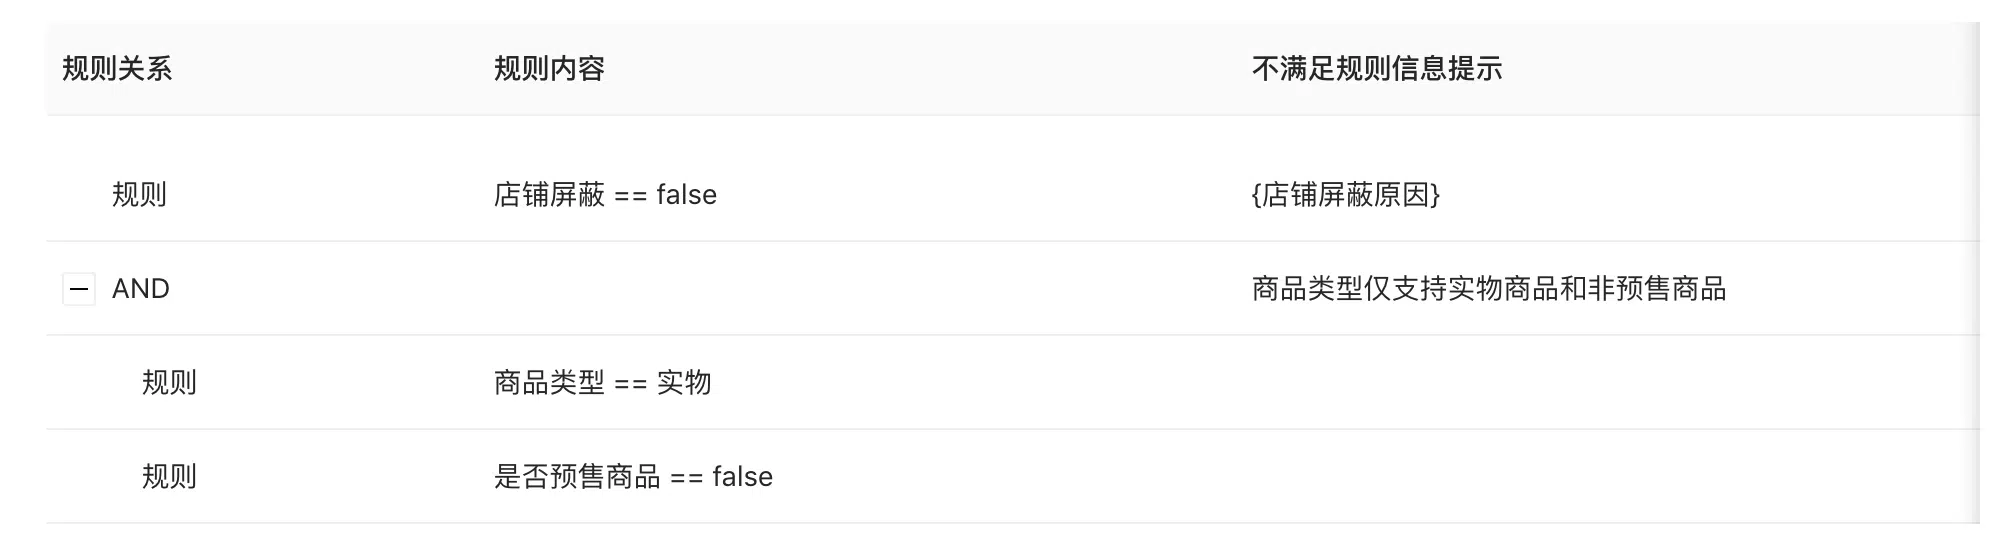 规则关系 规则内容 不满足规则信息提示
规则 店铺屏蔽 == false {店铺屏蔽原因}
AND 商品类型仅支持实物商品和非预售商品
规则 商品类型 == 实物
规则 是否预售商品 == false